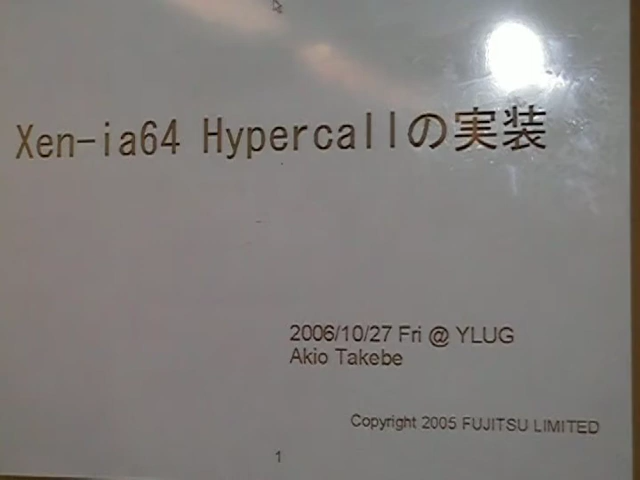 Xen-ia64 Hypercallの実装
2006/10/27 Fri @ YLUG
Akio Takebe
Copyright 2005 FUJITSU LIMITED
1